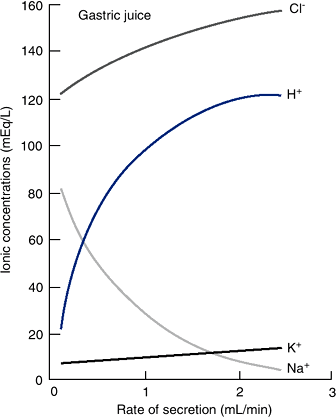 Gastric juice
Ionic concentrations (mEq/L)
160
140
120
100
80
60
40
20
0
Cl⁻
H⁺
K⁺
Na⁺
0
1
2
3
Rate of secretion (mL/min)